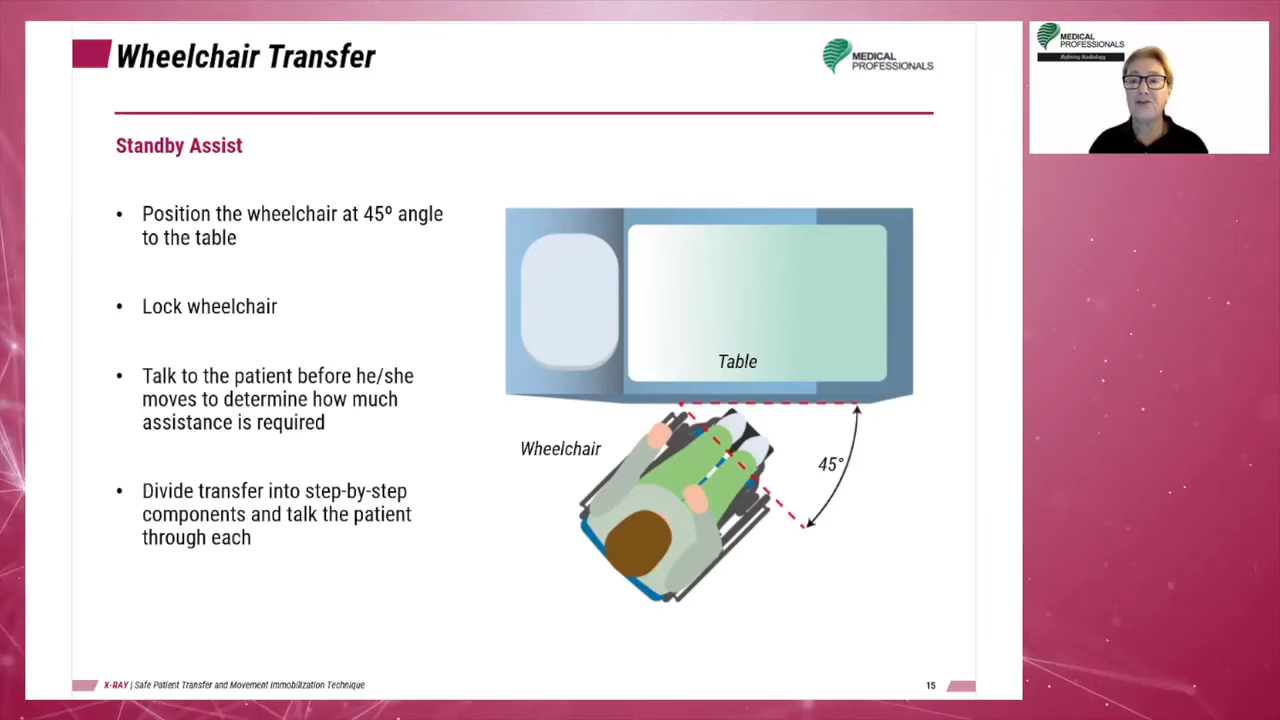 Wheelchair Transfer
MEDICAL
PROFESSIONALS
MEDICAL
PROFESSIONALS
Refining Radiology
Standby Assist
• Position the wheelchair at 45º angle
to the table
• Lock wheelchair
• Talk to the patient before he/she
moves to determine how much
assistance is required
• Divide transfer into step-by-step
components and talk the patient
through each
Table
Wheelchair
45°
X-RAY | Safe Patient Transfer and Movement Immobilization Technique
15